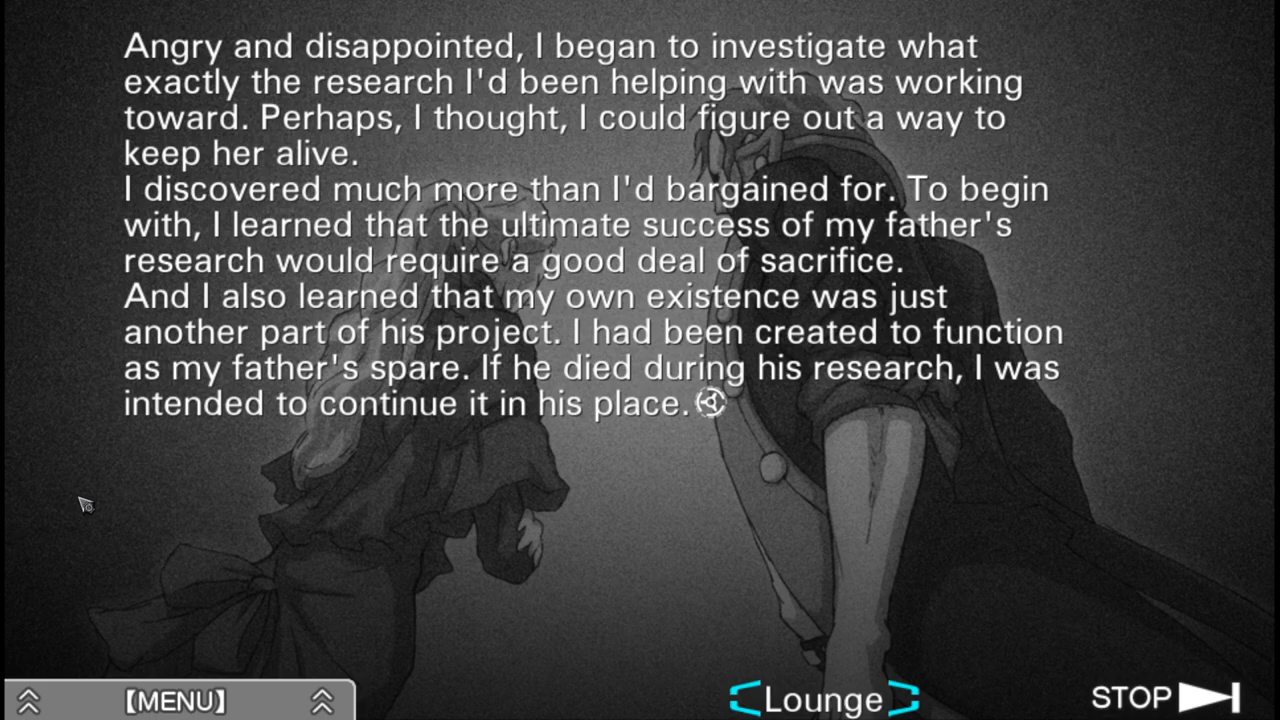 Angry and disappointed, I began to investigate what
exactly the research I'd been helping with was working
toward. Perhaps, I thought, I could figure out a way to
keep her alive.
I discovered much more than I'd bargained for. To begin
with, I learned that the ultimate success of my father's
research would require a good deal of sacrifice.
And I also learned that my own existence was just
another part of his project. I had been created to function
as my father's spare. If he died during his research, I was
intended to continue it in his place.
【MENU】
Lounge
STOP